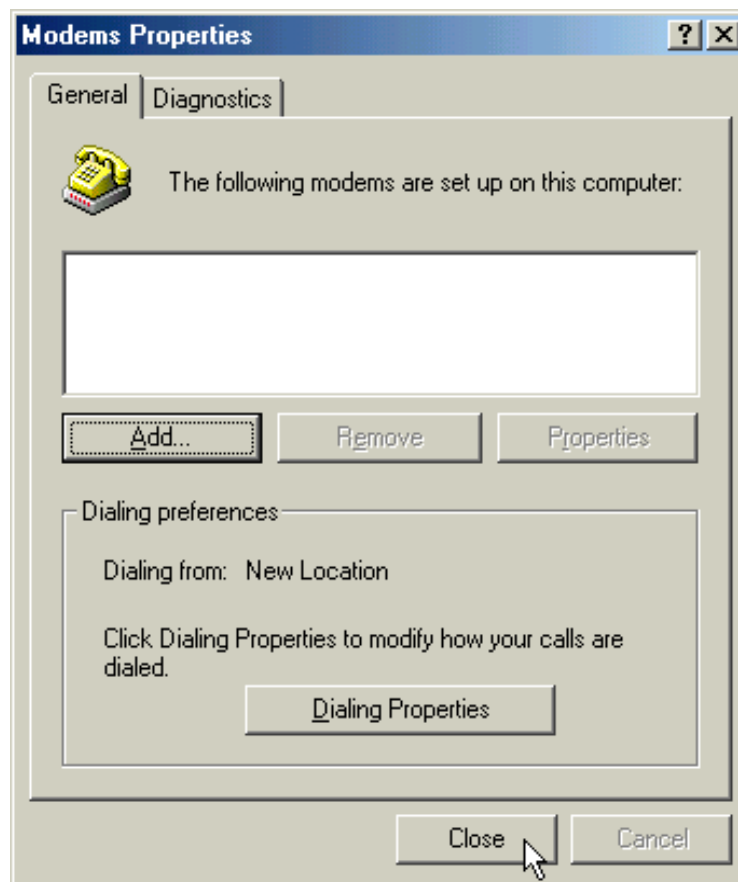 Modems Properties
General Diagnostics
The following modems are set up on this computer:
Add... Remove Properties
Dialing preferences
Dialing from: New Location
Click Dialing Properties to modify how your calls are
dialed.
Dialing Properties
Close Cancel